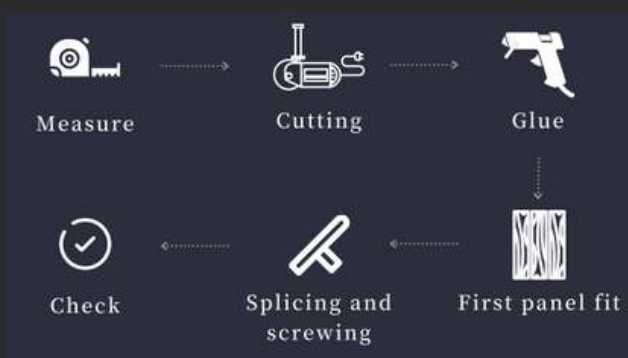 Measure
Cutting
Glue
First panel fit
Splicing and
screwing
Check